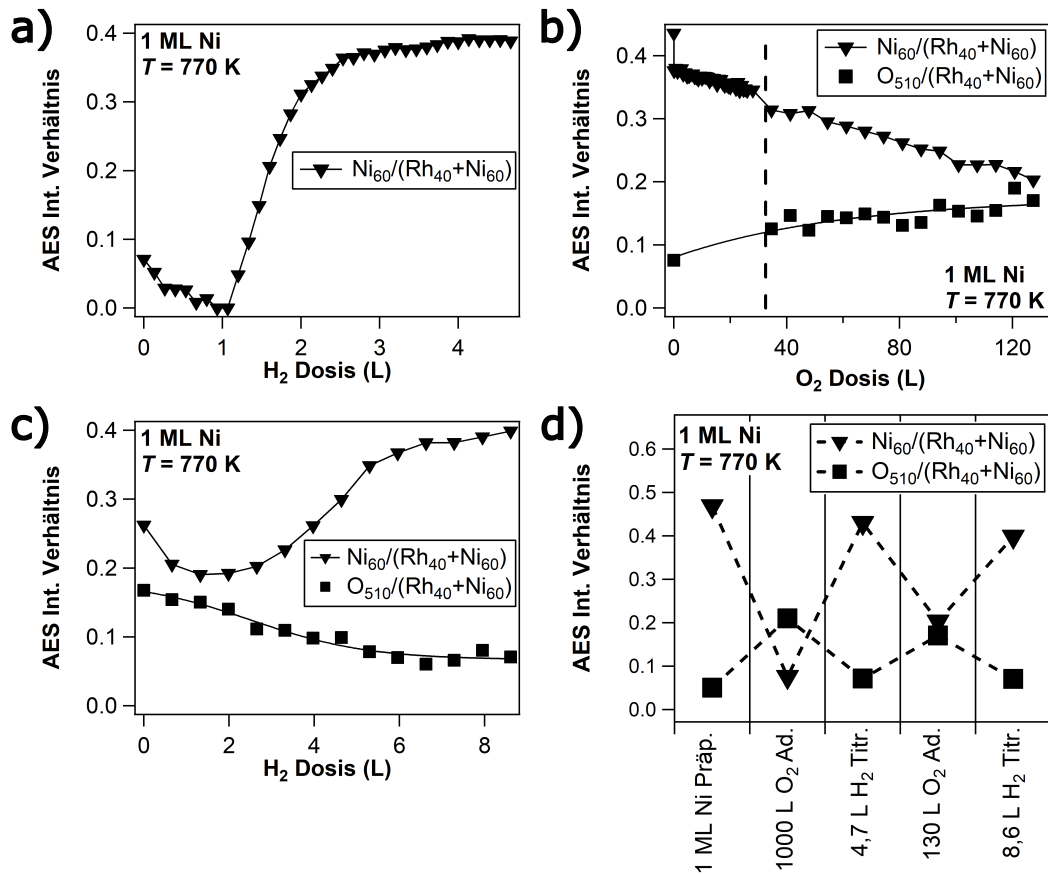 a)
1 ML Ni
T = 770 K
Ni60/(Rh40+Ni60)
AES Int. Verhältnis
0.4
0.3
0.2
0.1
0.0
0 1 2 3 4
H2 Dosis (L)
b)
Ni60/(Rh40+Ni60)
O510/(Rh40+Ni60)
AES Int. Verhältnis
0.4
0.3
0.2
0.1
0.0
1 ML Ni
T = 770 K
0 40 80 120
O2 Dosis (L)
c)
1 ML Ni
T = 770 K
Ni60/(Rh40+Ni60)
O510/(Rh40+Ni60)
AES Int. Verhältnis
0.4
0.3
0.2
0.1
0.0
0 2 4 6 8
H2 Dosis (L)
d)
1 ML Ni
T = 770 K
Ni60/(Rh40+Ni60)
O510/(Rh40+Ni60)
AES Int. Verhältnis
0.6
0.5
0.4
0.3
0.2
0.1
0.0
1 ML Ni Präp.
1000 L O2 Ad.
4,7 L H2 Titr.
130 L O2 Ad.
8,6 L H2 Titr.